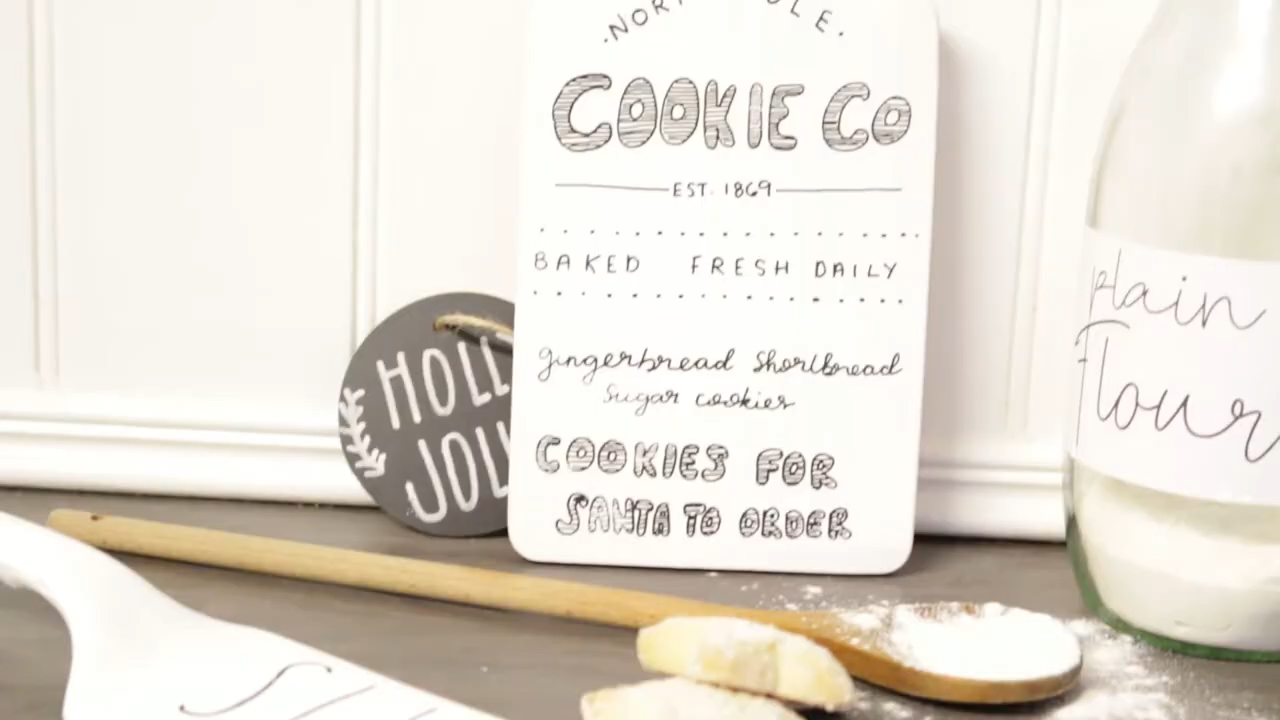 COOKIE CO
EST. 1869
BAKED FRESH DAILY
gingerbread Shortbread
Sugar cookies
COOKIES FOR
SANTA TO ORDER
HOLL
JOL
plain
Flour